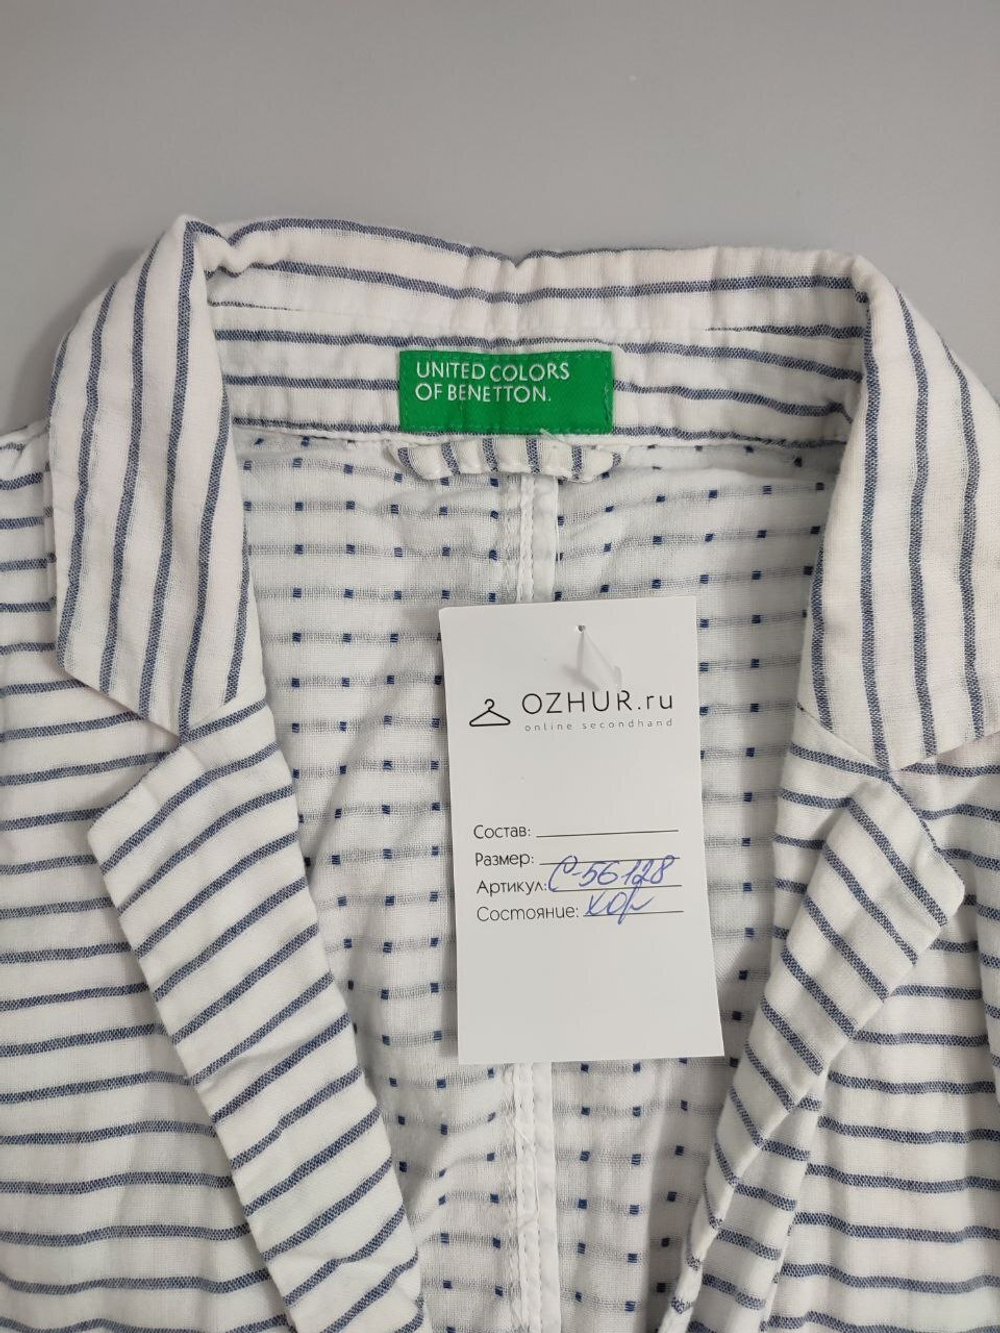 UNITED COLORS
OF BENETTON.
OZHUR.ru
online secondhand
Состав:
Размер:
Артикул: С-56128
Состояние: хор